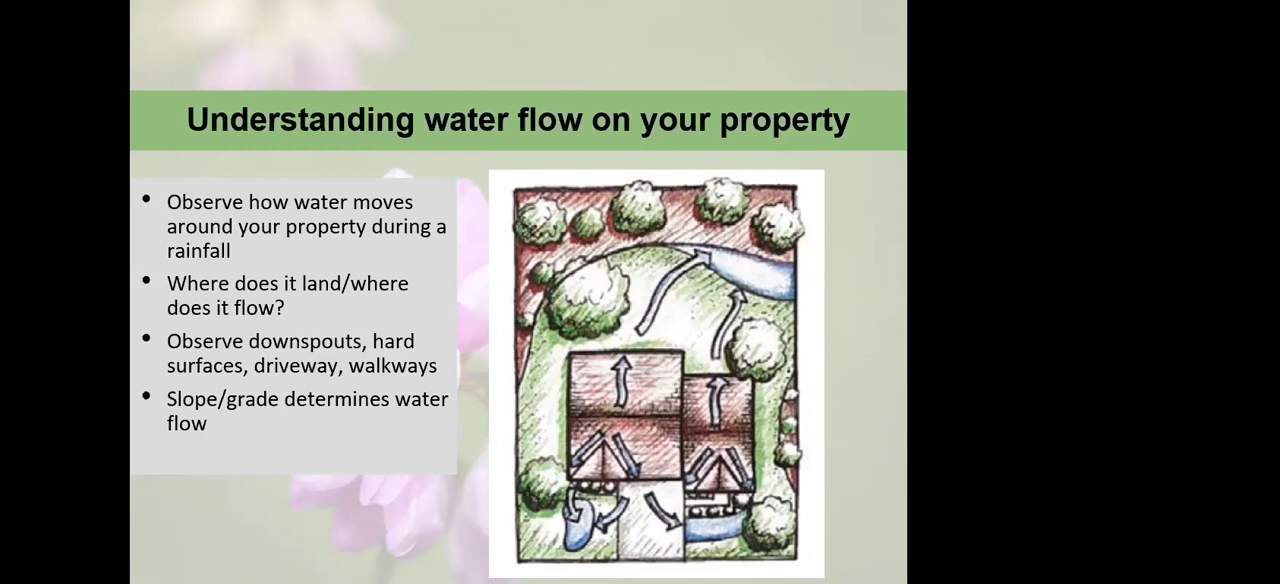 Understanding water flow on your property
• Observe how water moves
around your property during a
rainfall
• Where does it land/where
does it flow?
• Observe downspouts, hard
surfaces, driveway, walkways
• Slope/grade determines water
flow